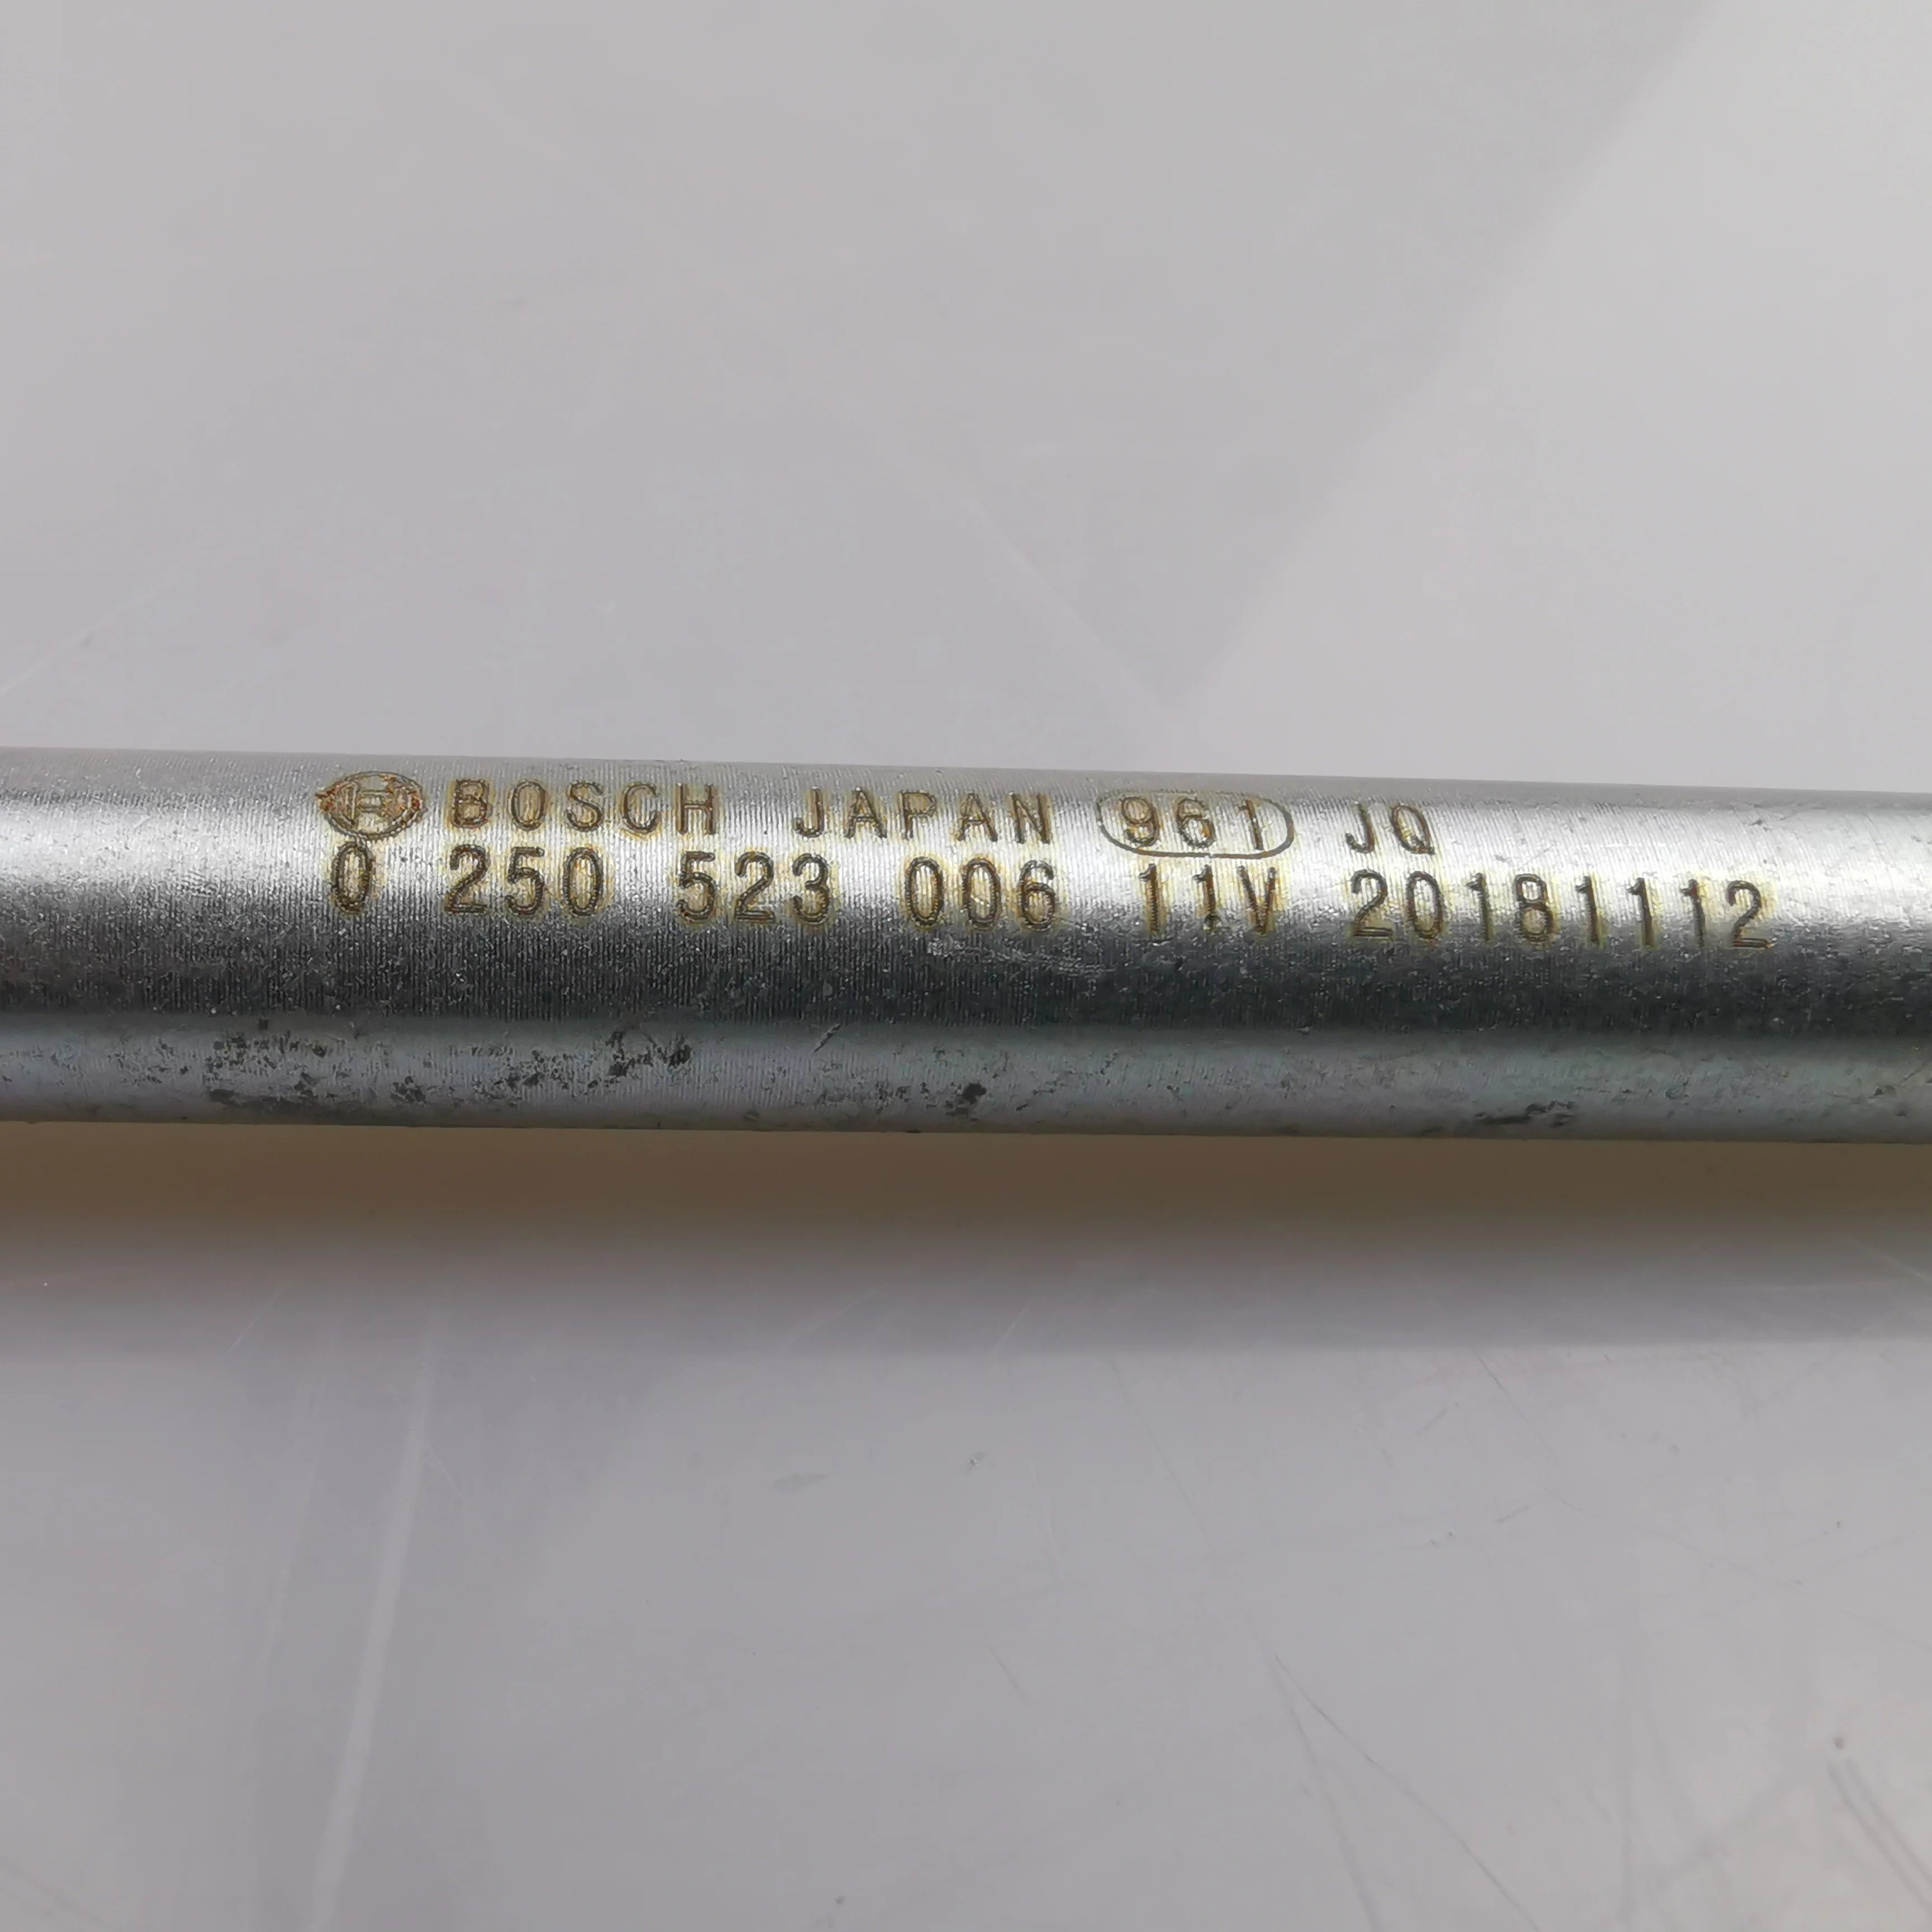 BOSCH JAPAN 961 JQ
0 250 523 006 11V 20181112